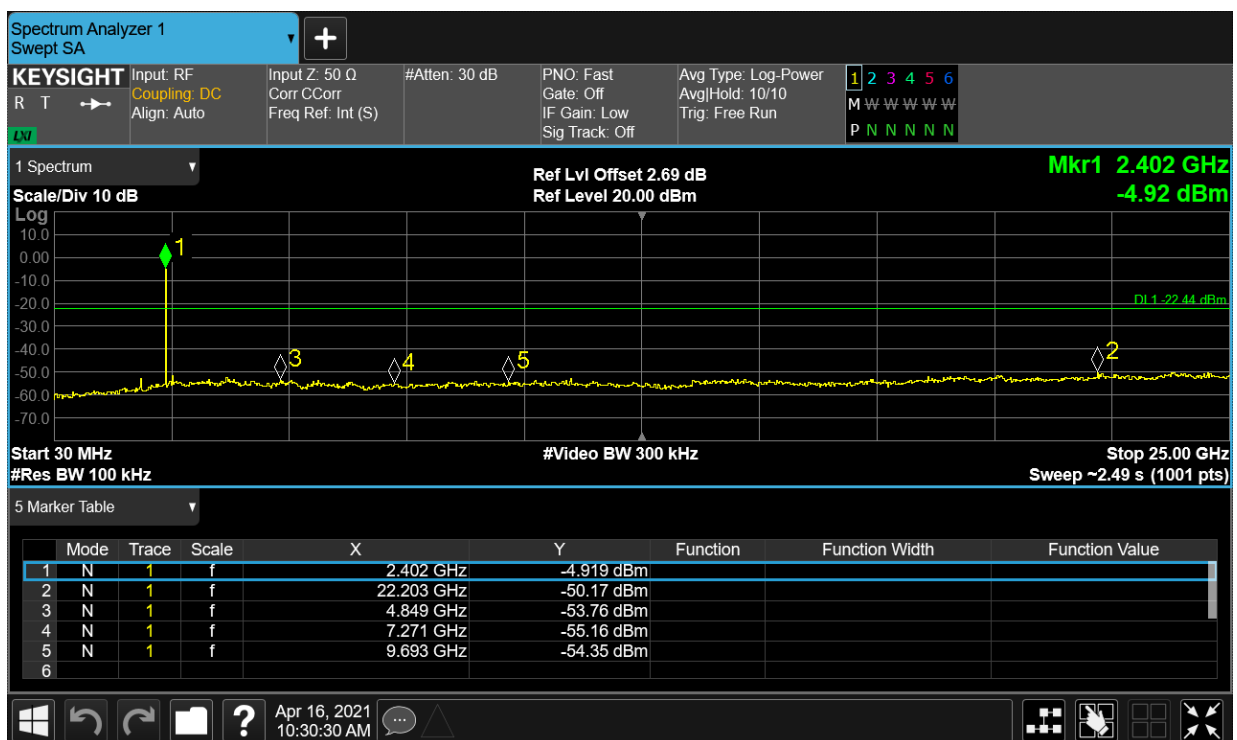 Spectrum Analyzer 1
Swept SA
KEYSIGHT
R T
LXI
Input: RF
Coupling: DC
Align: Auto
Input Z: 50 Ω
Corr CCorr
Freq Ref: Int (S)
#Atten: 30 dB
PNO: Fast
Gate: Off
IF Gain: Low
Sig Track: Off
Avg Type: Log-Power
Avg|Hold: 10/10
Trig: Free Run
1 2 3 4 5 6
M W W W W W
P N N N N N
1 Spectrum
Scale/Div 10 dB
Ref Lvl Offset 2.69 dB
Ref Level 20.00 dBm
Mkr1 2.402 GHz
-4.92 dBm
Log
10.0
0.00
-10.0
-20.0
-30.0
-40.0
-50.0
-60.0
-70.0
1
DL1 -22.44 dBm
3
4
5
2
Start 30 MHz
#Video BW 300 kHz
Stop 25.00 GHz
#Res BW 100 kHz
Sweep ~2.49 s (1001 pts)
5 Marker Table
Mode Trace Scale X Y Function Function Width Function Value
1 N 1 f 2.402 GHz -4.919 dBm
2 N 1 f 22.203 GHz -50.17 dBm
3 N 1 f 4.849 GHz -53.76 dBm
4 N 1 f 7.271 GHz -55.16 dBm
5 N 1 f 9.693 GHz -54.35 dBm
6
?
Apr 16, 2021
10:30:30 AM